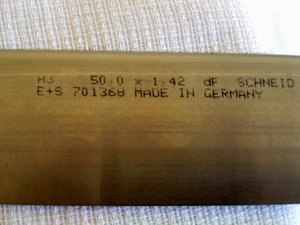 H3 50.0 x 1.42 dF SCHNEID
E+S 701368 MADE IN GERMANY